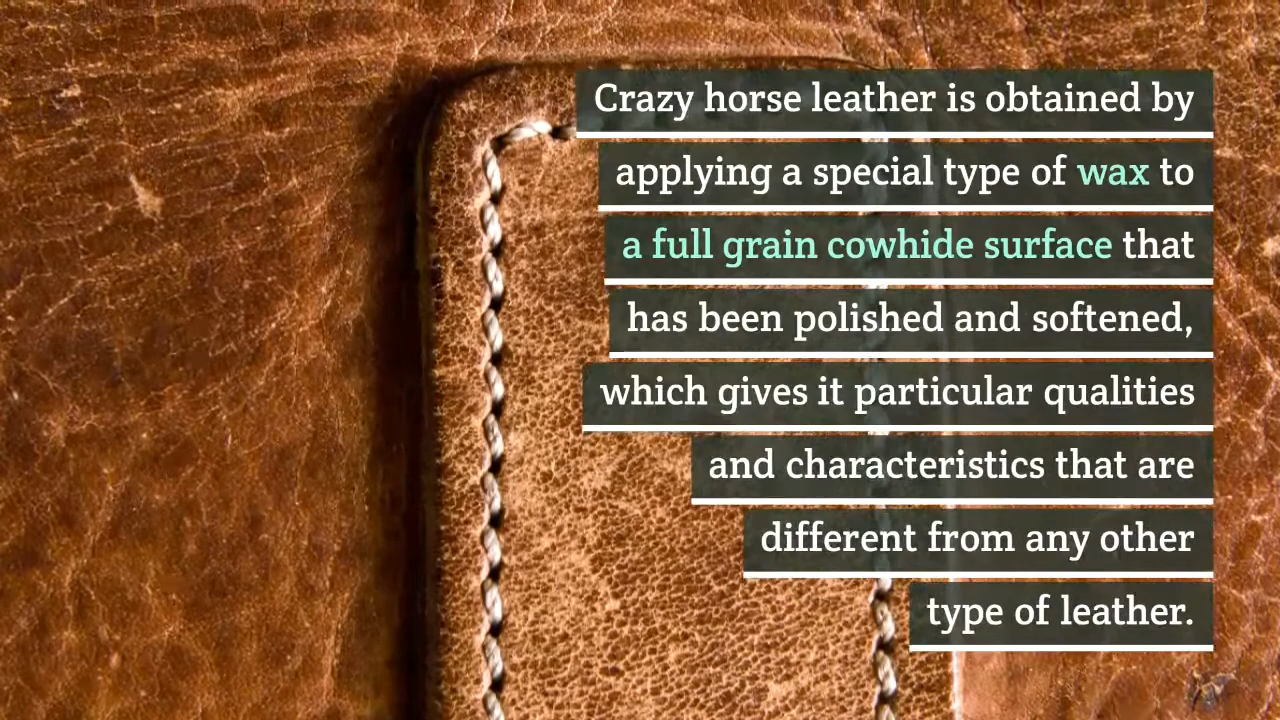 Crazy horse leather is obtained by
applying a special type of wax to
a full grain cowhide surface that
has been polished and softened,
which gives it particular qualities
and characteristics that are
different from any other
type of leather.